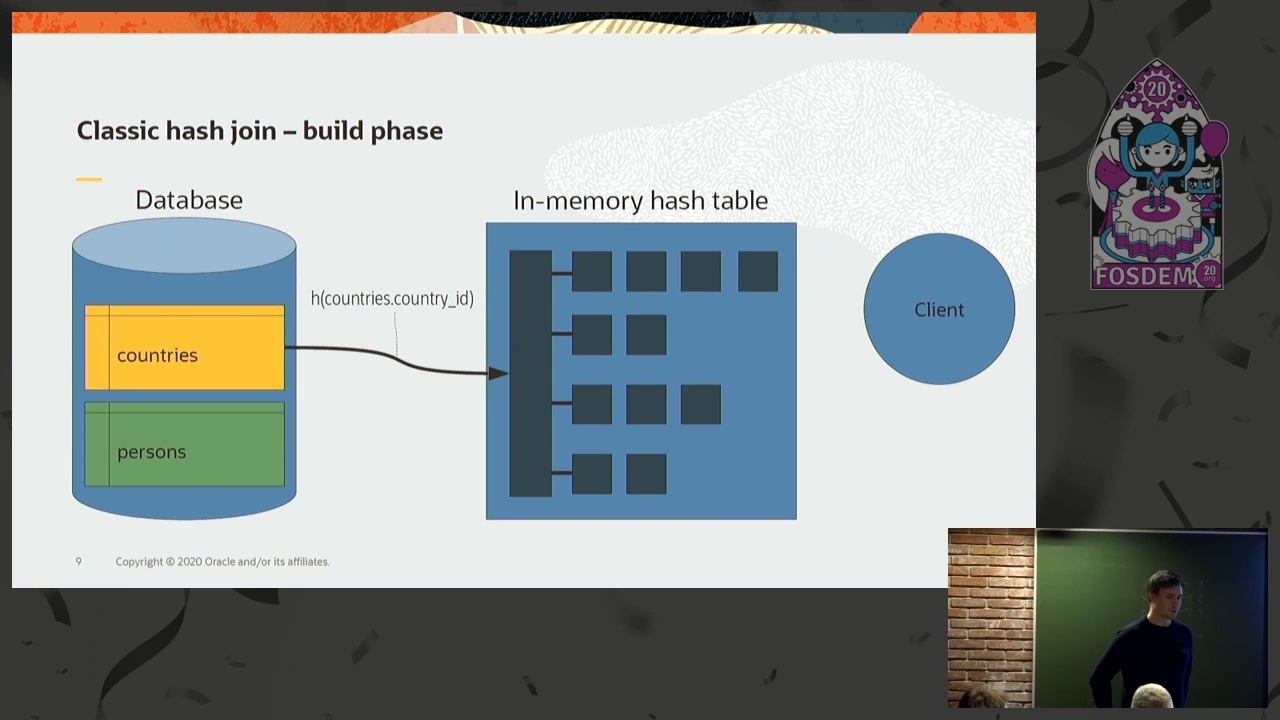 Classic hash join – build phase
Database
In-memory hash table
h(countries.country_id)
countries
persons
Client
9
Copyright © 2020 Oracle and/or its affiliates.
20
FOSDEM
20
.org